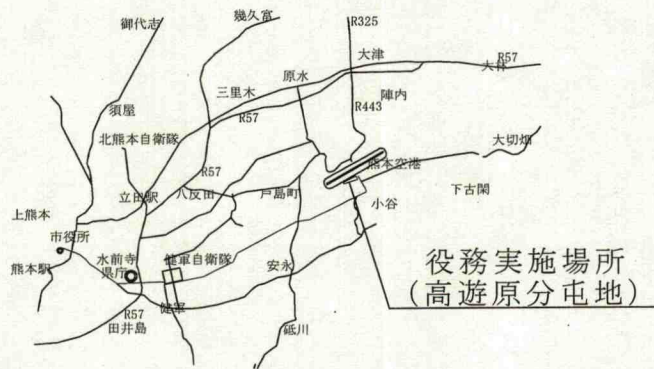 御代志
幾久富
R325
大津
R57
大林
原水
三里木
陣内
R443
須屋
R57
北熊本自衛隊
大切畑
R57
熊本空港
立田駅
八反田
戸島町
下古閑
小谷
上熊本
市役所
水前寺
県庁
健軍自衛隊
熊本駅
安永
健軍
R57
田井島
砥川
役務実施場所
(高遊原分屯地)